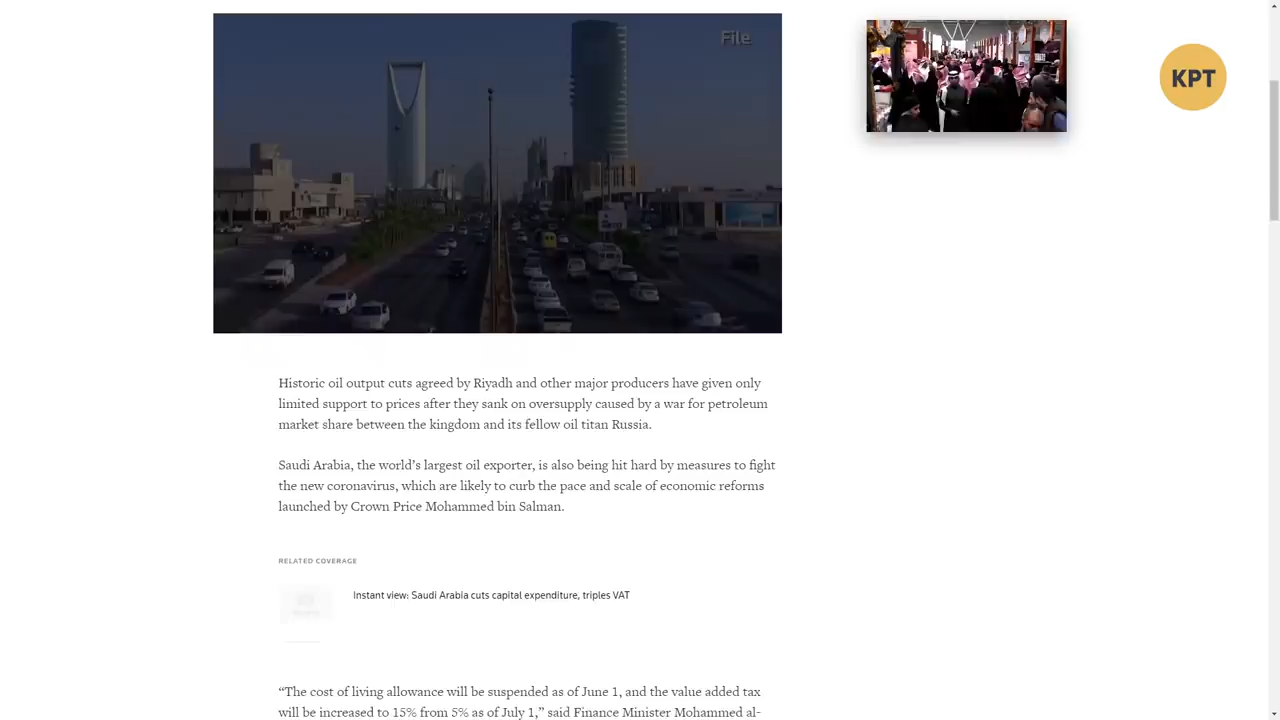 File
KPT
Historic oil output cuts agreed by Riyadh and other major producers have given only
limited support to prices after they sank on oversupply caused by a war for petroleum
market share between the kingdom and its fellow oil titan Russia.
Saudi Arabia, the world’s largest oil exporter, is also being hit hard by measures to fight
the new coronavirus, which are likely to curb the pace and scale of economic reforms
launched by Crown Price Mohammed bin Salman.
RELATED COVERAGE
Instant view: Saudi Arabia cuts capital expenditure, triples VAT
“The cost of living allowance will be suspended as of June 1, and the value added tax
will be increased to 15% from 5% as of July 1,” said Finance Minister Mohammed al-